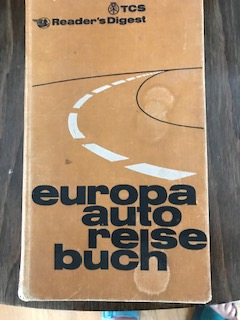 TCS
Reader's Digest
europa
auto
reise
buch